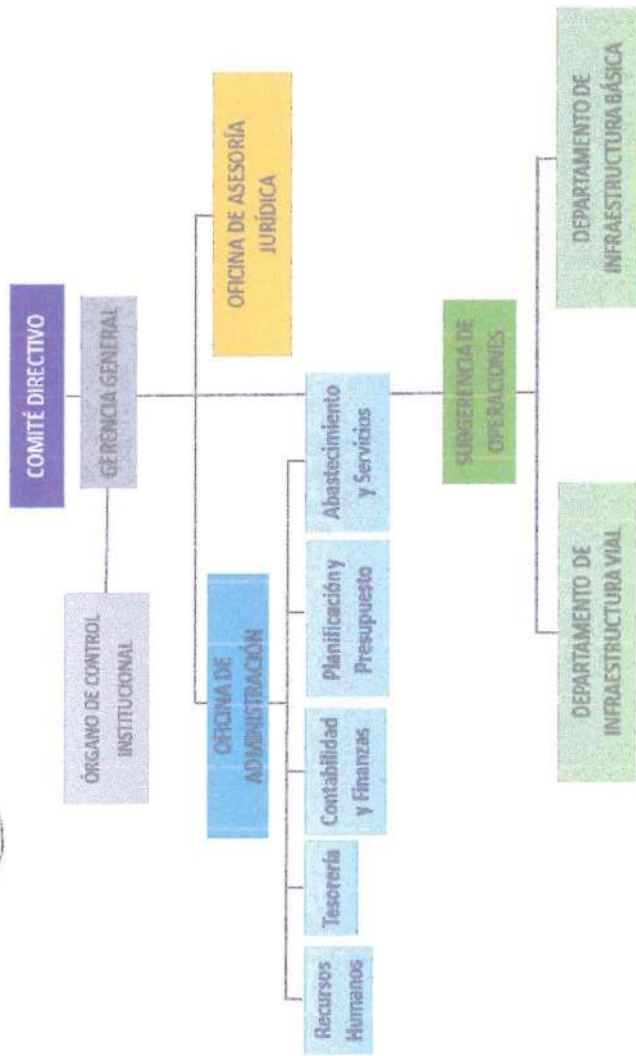 COMITÉ DIRECTIVO
GERENCIA GENERAL
ÓRGANO DE CONTROL
INSTITUCIONAL
OFICINA DE ASESORÍA
JURÍDICA
OFICINA DE
ADMINISTRACIÓN
Recursos
Humanos
Tesorería
Contabilidad
y Finanzas
Planificación y
Presupuesto
Abastecimiento
y Servicios
SUBGERENCIA DE
OPERACIONES
DEPARTAMENTO DE
INFRAESTRUCTURA VIAL
DEPARTAMENTO DE
INFRAESTRUCTURA BÁSICA